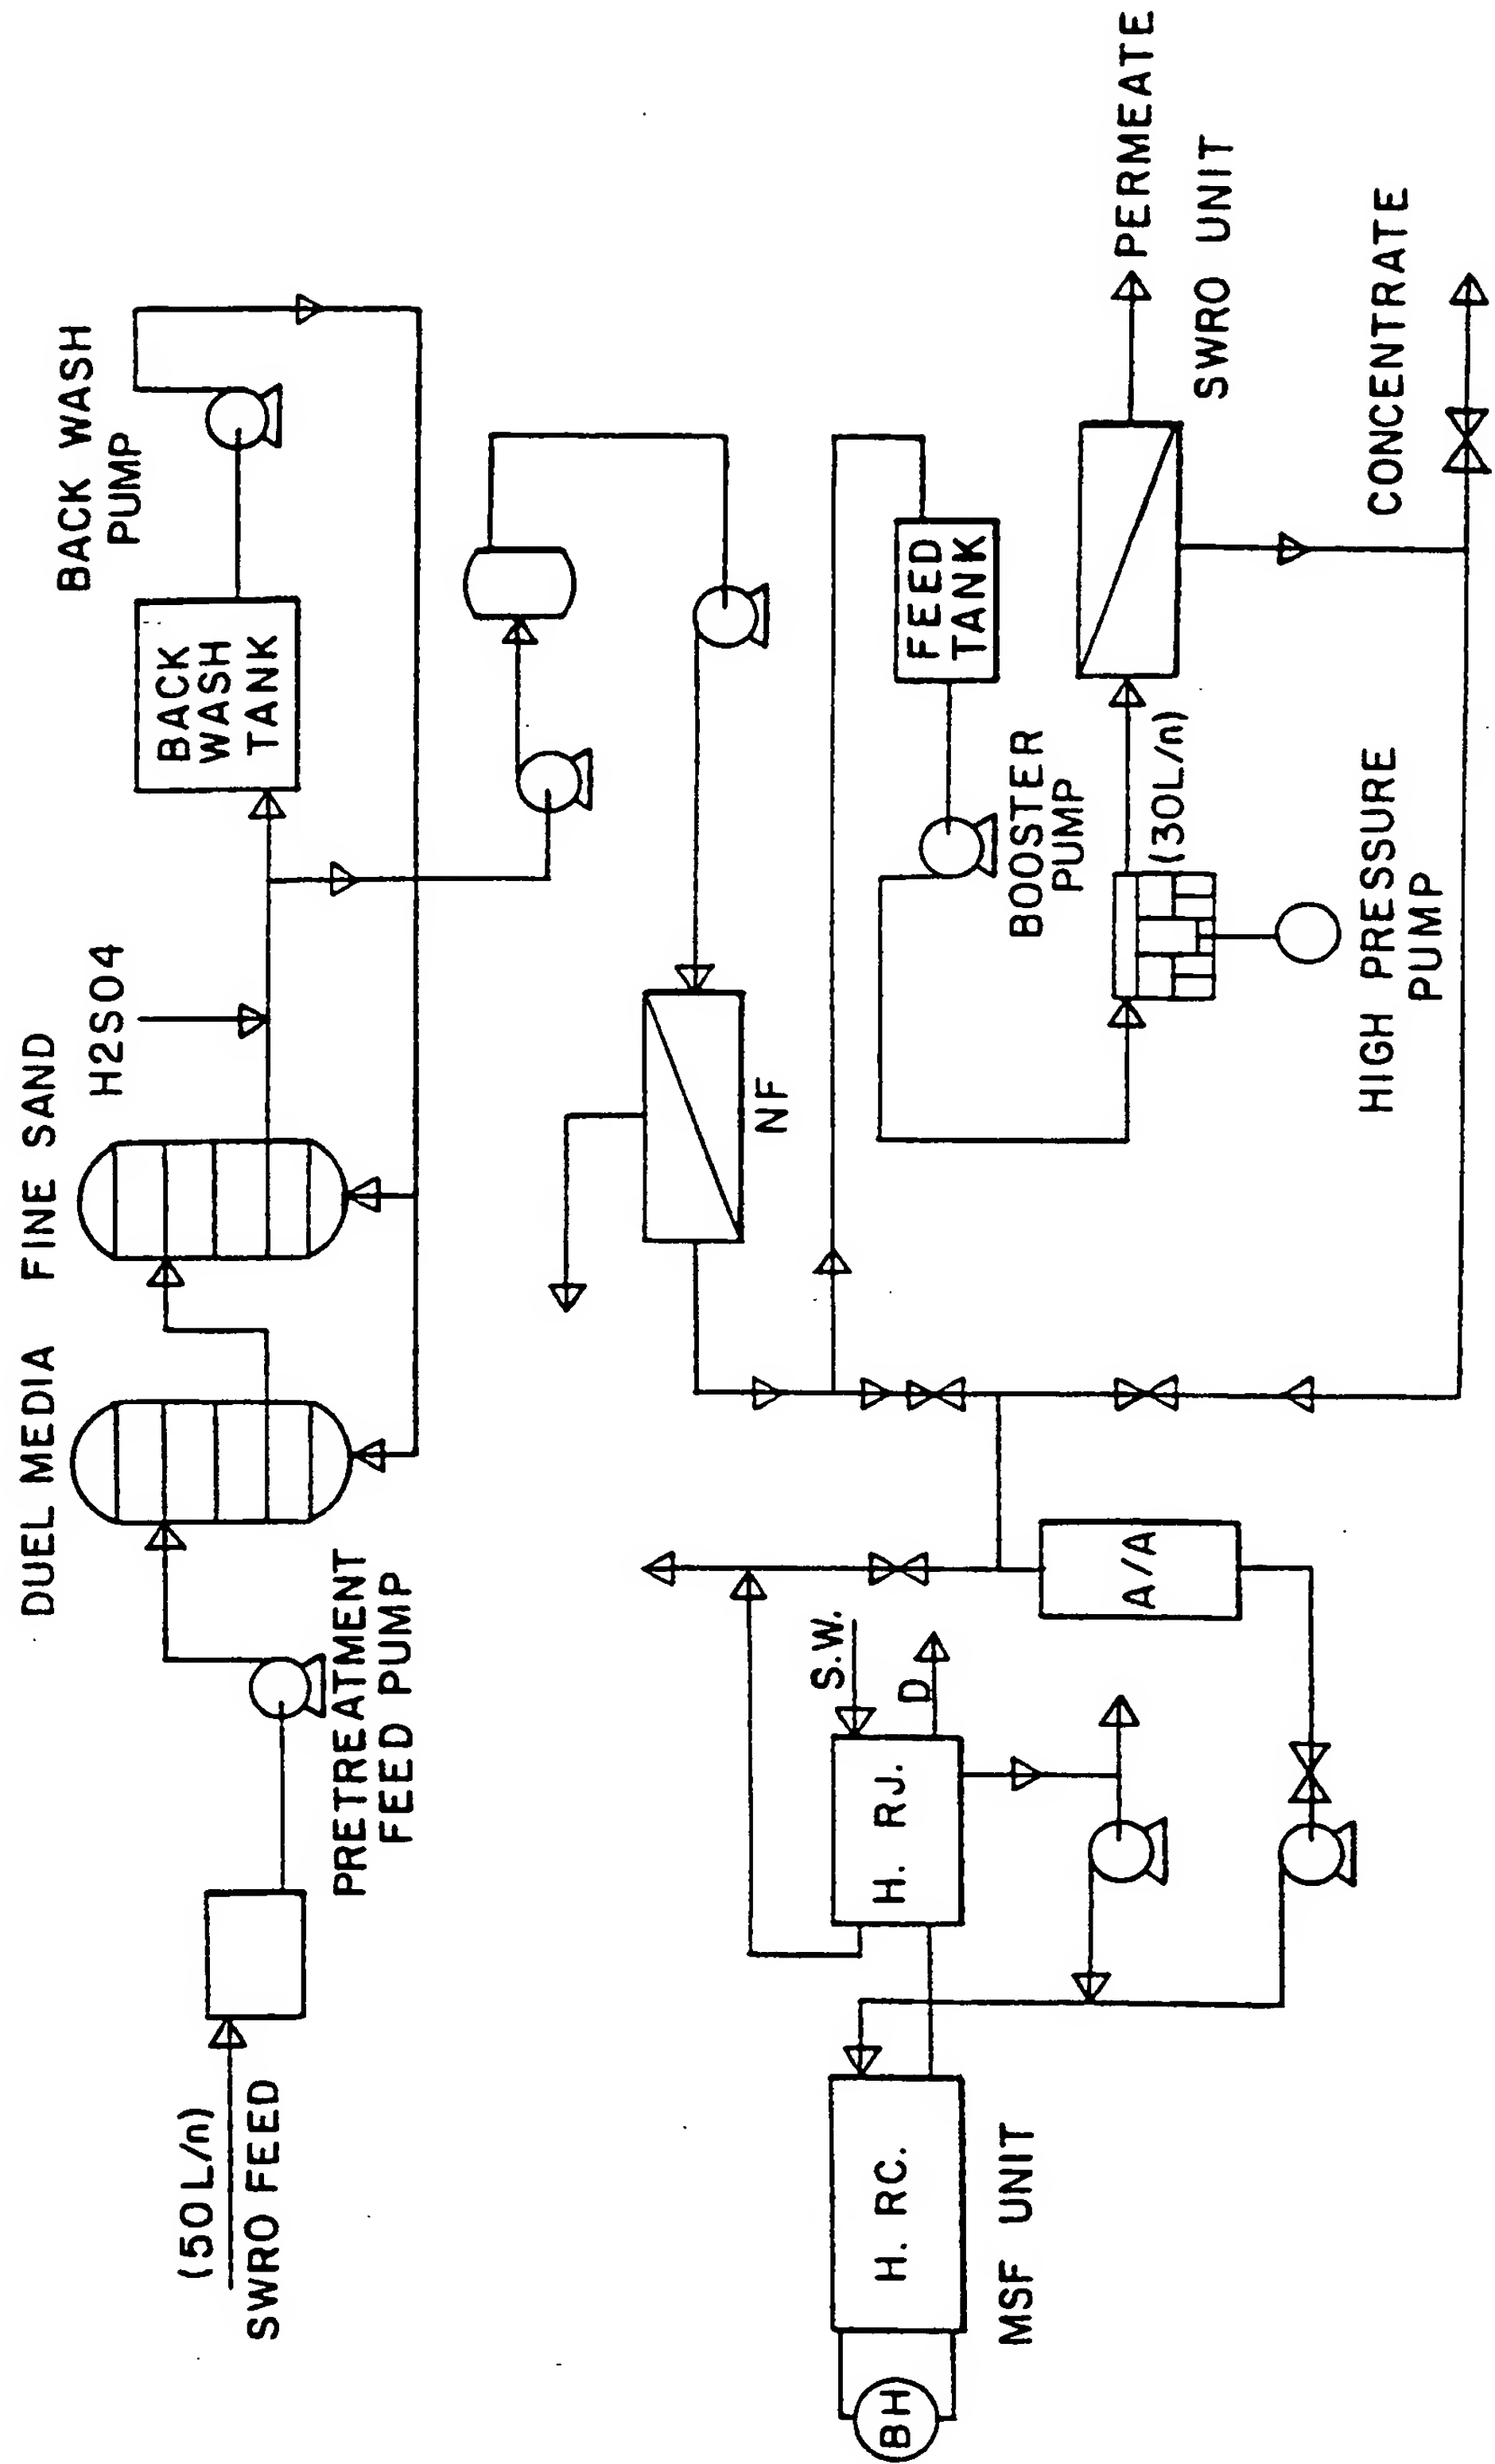 DUEL MEDIA FINE SAND
H2SO4
BACK WASH
PUMP
BACK
WASH
TANK
(50L/n)
SWRO FEED
PRETREATMENT
FEED PUMP
NF
FEED
TANK
BOOSTER
PUMP
PERMEATE
SWRO UNIT
(30L/n)
HIGH PRESSURE
PUMP
CONCENTRATE
S.W.
D
A/A
H. RJ.
H. RC.
BH
MSF UNIT